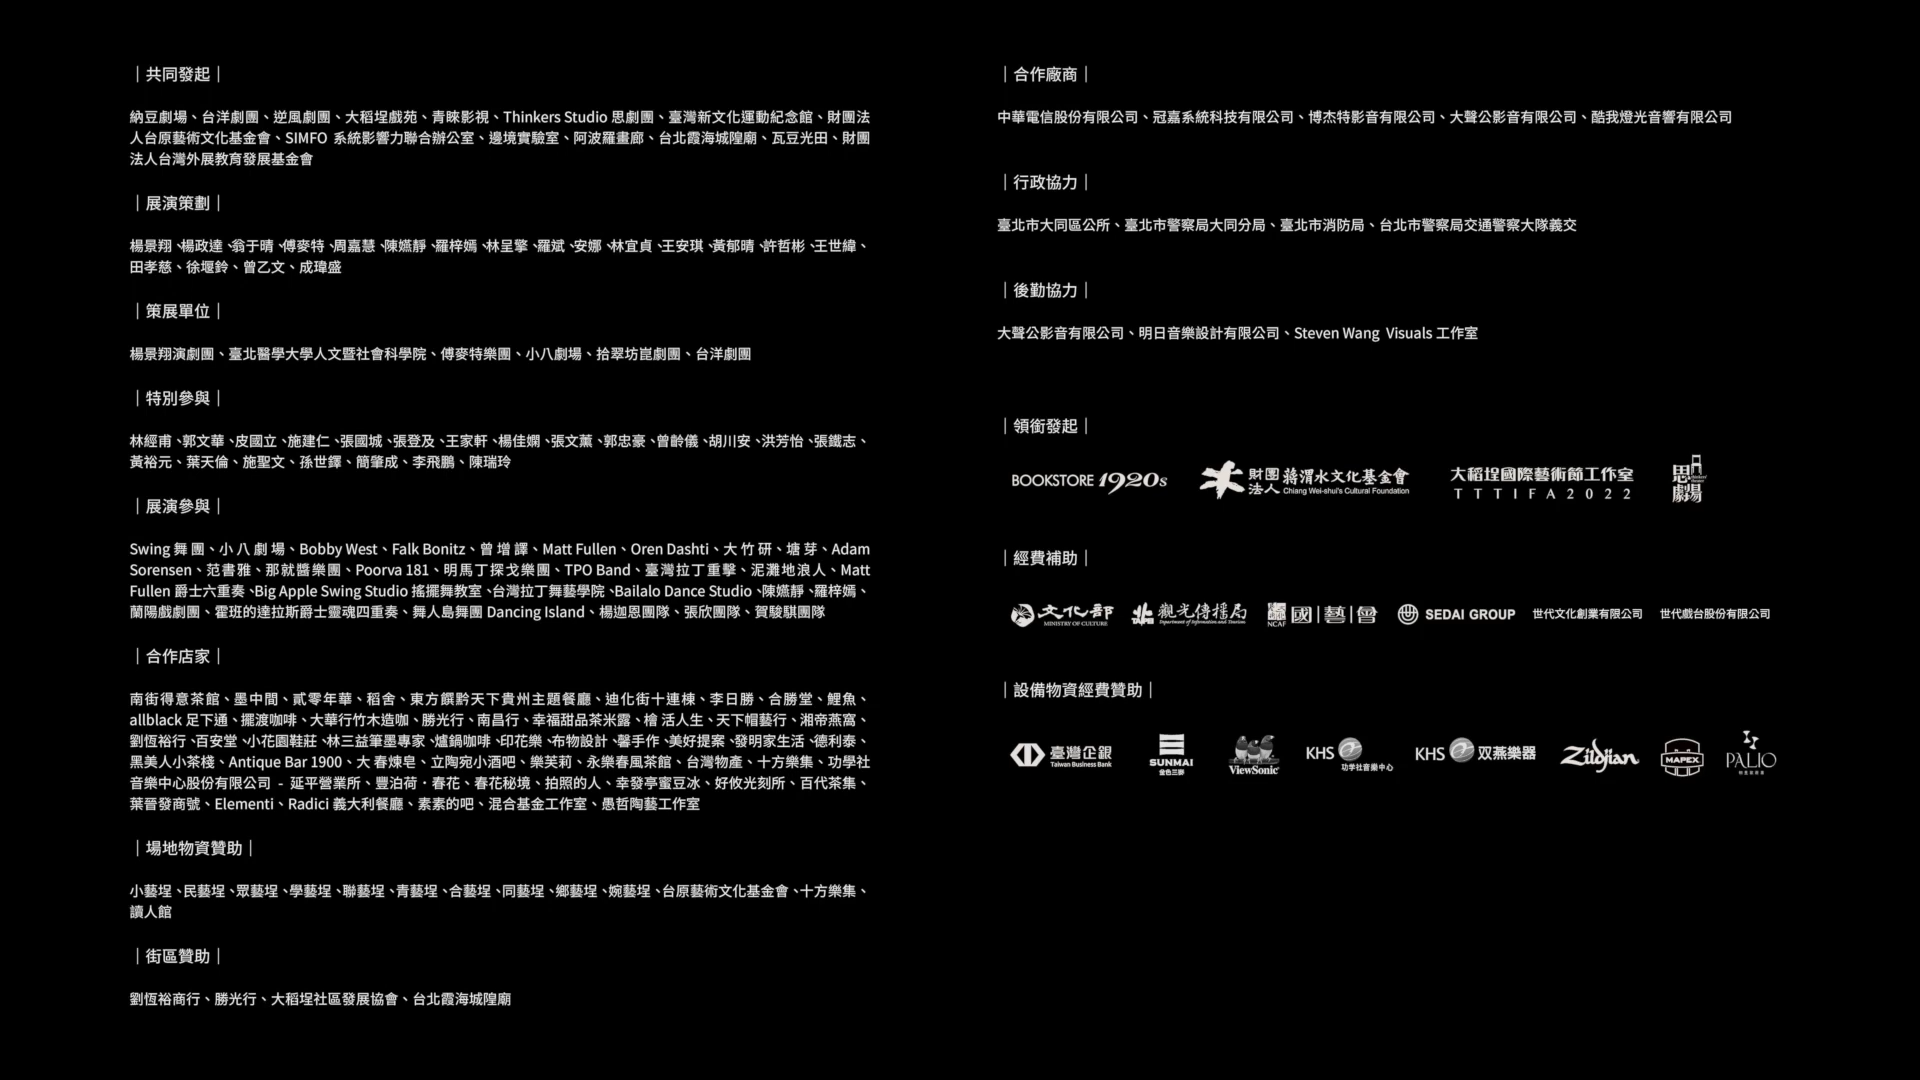 ｜共同發起｜
納豆劇場、台洋劇團、逆風劇團、大稻埕戲苑、青睞影視、Thinkers Studio 思劇團、臺灣新文化運動紀念館、財團法
人台原藝術文化基金會、SIMFO 系統影響力聯合辦公室、邊境實驗室、阿波羅畫廊、台北霞海城隍廟、瓦豆光田、財團
法人台灣外展教育發展基金會
｜展演策劃｜
楊景翔、楊政達、翁于晴、傅麥特、周嘉慧、陳嬿靜、羅梓嫣、林呈擎、羅斌、安娜、林宜貞、王安琪、黃郁晴、許哲彬、王世緯、
田孝慈、徐堰鈴、曾乙文、成瑋盛
｜策展單位｜
楊景翔演劇團、臺北醫學大學人文暨社會科學院、傅麥特樂團、小八劇場、拾翠坊崑劇團、台洋劇團
｜特別參與｜
林經甫、郭文華、皮國立、施建仁、張國城、張登及、王家軒、楊佳嫻、張文薰、郭忠豪、曾齡儀、胡川安、洪芳怡、張鐵志、
黃裕元、葉天倫、施聖文、孫世鐸、簡肇成、李飛鵬、陳瑞玲
｜展演參與｜
Swing 舞團、小八劇場、Bobby West、Falk Bonitz、曾增譯、Matt Fullen、Oren Dashti、大竹研、塘芽、Adam
Sorensen、范書雅、那就醬樂團、Poorva 181、明馬丁探戈樂團、TPO Band、臺灣拉丁重擊、泥灘地浪人、Matt
Fullen 爵士六重奏、Big Apple Swing Studio 搖擺舞教室、台灣拉丁舞藝學院、Bailalo Dance Studio、陳嬿靜、羅梓嫣、
蘭陽戲劇團、霍班的達拉斯爵士靈魂四重奏、舞人島舞團 Dancing Island、楊迦恩團隊、張欣團隊、賀駿騏團隊
｜合作店家｜
南街得意茶館、墨中間、貳零年華、稻舍、東方饌黔天下貴州主題餐廳、迪化街十連棟、李日勝、合勝堂、鯉魚、
allblack 足下通、擺渡咖啡、大華行竹木造咖、勝光行、南昌行、幸福甜品茶米露、檜 活人生、天下帽藝行、湘帝燕窩、
劉恆裕行、百安堂、小花園鞋莊、林三益筆墨專家、爐鍋咖啡、印花樂、布物設計、馨手作、美好提案、發明家生活、德利泰、
黑美人小茶棧、Antique Bar 1900、大 春煉皂、立陶宛小酒吧、樂芙莉、永樂春風茶館、台灣物產、十方樂集、功學社
音樂中心股份有限公司 - 延平營業所、豐泊荷．春花、春花秘境、拍照的人、幸發亭蜜豆冰、好攸光刻所、百代茶集、
葉晉發商號、Elementi、Radici 義大利餐廳、素素的吧、混合基金工作室、愚哲陶藝工作室
｜場地物資贊助｜
小藝埕、民藝埕、眾藝埕、學藝埕、聯藝埕、青藝埕、合藝埕、同藝埕、鄉藝埕、婉藝埕、台原藝術文化基金會、十方樂集、
讀人館
｜街區贊助｜
劉恆裕商行、勝光行、大稻埕社區發展協會、台北霞海城隍廟
｜合作廠商｜
中華電信股份有限公司、冠嘉系統科技有限公司、博杰特影音有限公司、大聲公影音有限公司、酷我燈光音響有限公司
｜行政協力｜
臺北市大同區公所、臺北市警察局大同分局、臺北市消防局、台北市警察局交通警察大隊義交
｜後勤協力｜
大聲公影音有限公司、明日音樂設計有限公司、Steven Wang Visuals 工作室
｜領銜發起｜
BOOKSTORE 1920s
財團法人 蔣渭水文化基金會
Chiang Wei-shui's Cultural Foundation
大稻埕國際藝術節工作室
TTTIFA2022
思劇場
｜經費補助｜
文化部
MINISTRY OF CULTURE
觀光傳播局
Department of Information and Tourism
NCAF
國｜藝｜會
SEDAI GROUP 世代文化創業有限公司 世代戲台股份有限公司
｜設備物資經費贊助｜
臺灣企銀
Taiwan Business Bank
SUNMAI
金色三麥
ViewSonic
KHS
功学社音樂中心
KHS 双燕樂器
Zildjian
MAPEX
PALIO